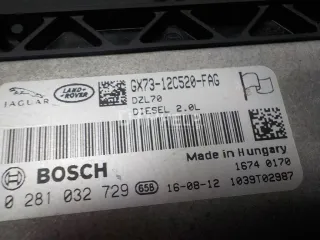 JAGUAR
LAND ROVER
GX73-12C520-FAG
DZL70
DIESEL 2.0L
BOSCH
Made in Hungary
1674 0170
0 281 032 729 65B 16-08-12 1039T02987